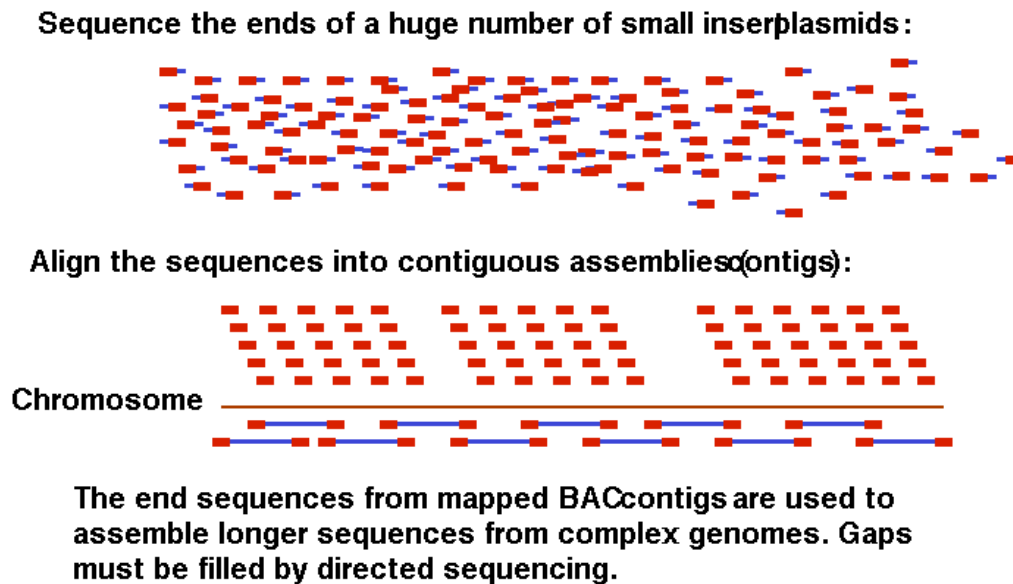 Sequence the ends of a huge number of small insert plasmids:
Align the sequences into contiguous assemblies (contigs):
Chromosome
The end sequences from mapped BAC contigs are used to
assemble longer sequences from complex genomes. Gaps
must be filled by directed sequencing.